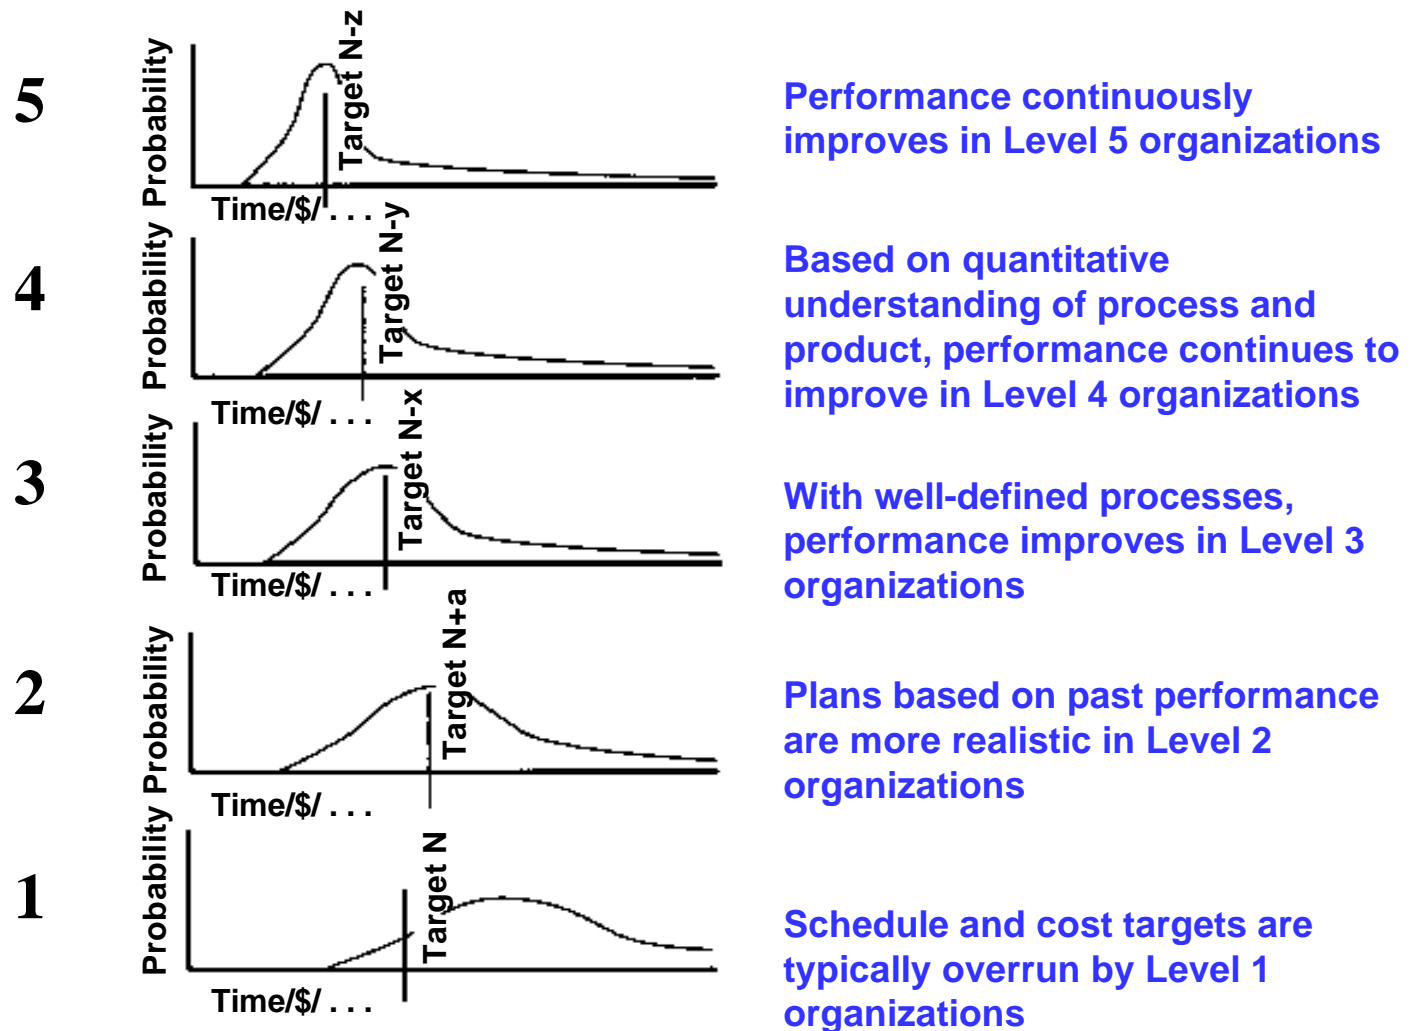 5
Probability
Target N-z
Time/$/ . . .
Performance continuously
improves in Level 5 organizations
4
Probability
Target N-y
Time/$/ . . .
Based on quantitative
understanding of process and
product, performance continues to
improve in Level 4 organizations
3
Probability
Target N-x
Time/$/ . . .
With well-defined processes,
performance improves in Level 3
organizations
2
Probability
Target N+a
Time/$/ . . .
Plans based on past performance
are more realistic in Level 2
organizations
1
Probability
Target N
Time/$/ . . .
Schedule and cost targets are
typically overrun by Level 1
organizations